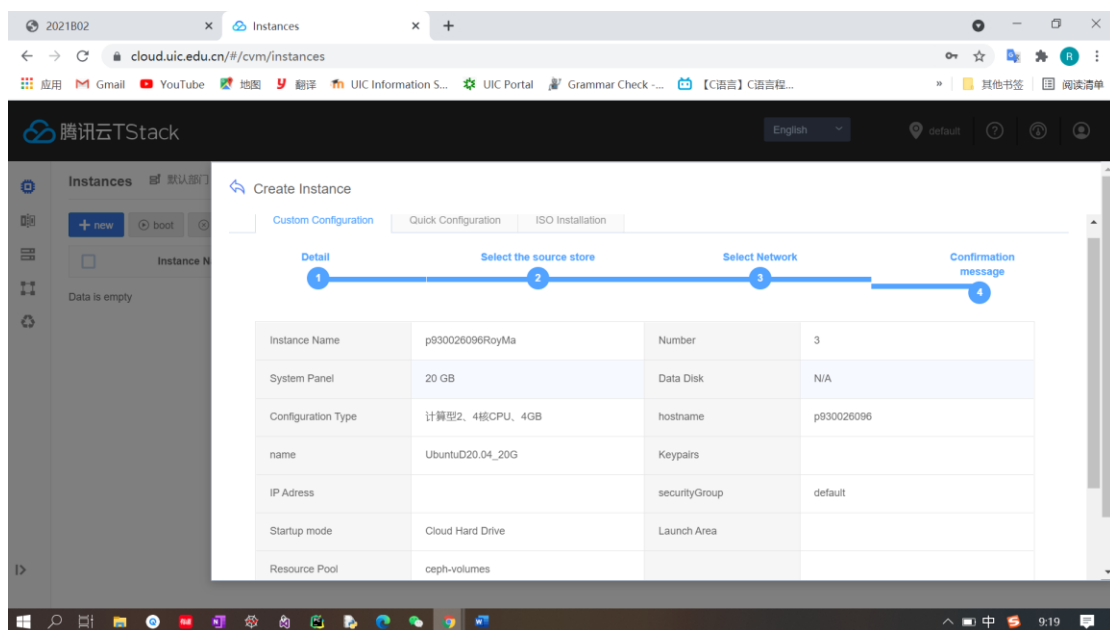 2021B02
Instances
cloud.uic.edu.cn/#/cvm/instances
R
应用 Gmail YouTube 地图 翻译 UIC Information S... UIC Portal Grammar Check -... 【C语言】C语言程... » 其他书签 阅读清单
腾讯云TStack English default
Instances 默认部门
+ new boot
Instance N
Data is empty
Create Instance
Custom Configuration Quick Configuration ISO Installation
Detail Select the source store Select Network Confirmation
message
1 2 3 4
Instance Name p930026096RoyMa Number 3
System Panel 20 GB Data Disk N/A
Configuration Type 计算型2、4核CPU、4GB hostname p930026096
name UbuntuD20.04_20G Keypairs
IP Adress securityGroup default
Startup mode Cloud Hard Drive Launch Area
Resource Pool ceph-volumes
中 9:19